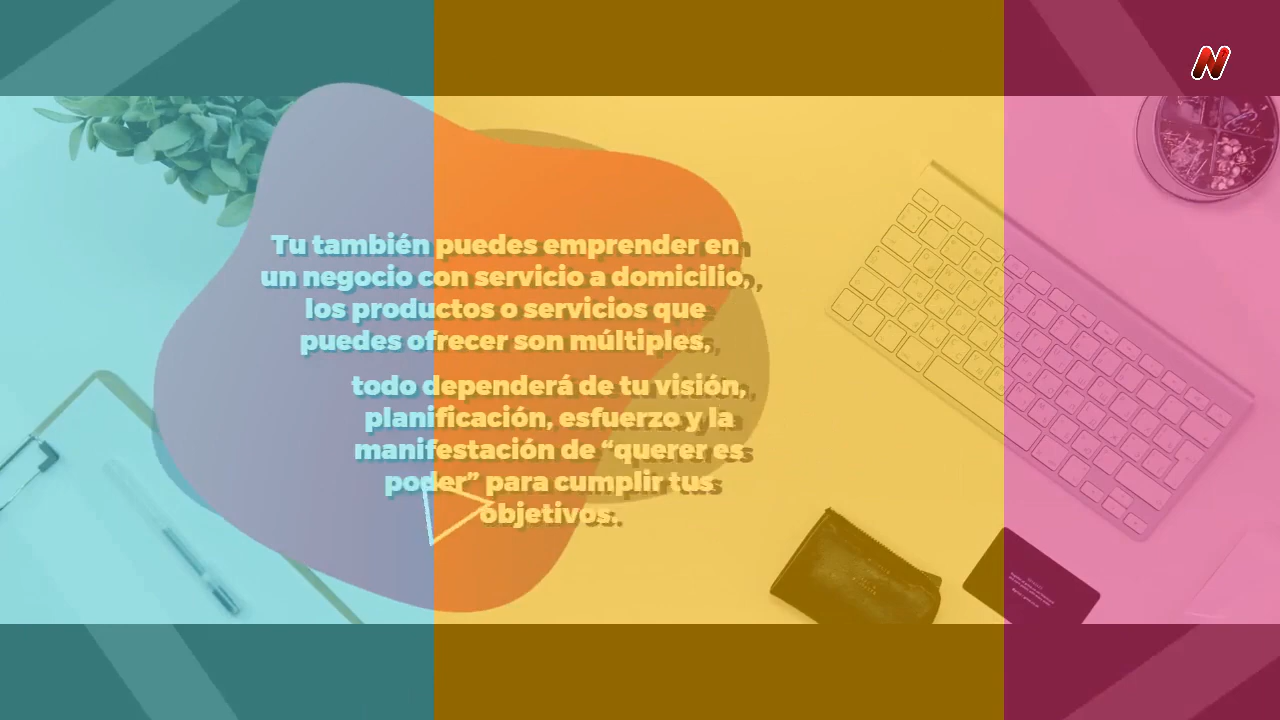 N
Tu también puedes emprender en
un negocio con servicio a domicilio,
los productos o servicios que
puedes ofrecer son múltiples,
todo dependerá de tu visión,
planificación, esfuerzo y la
manifestación de “querer es
poder” para cumplir tus
objetivos.